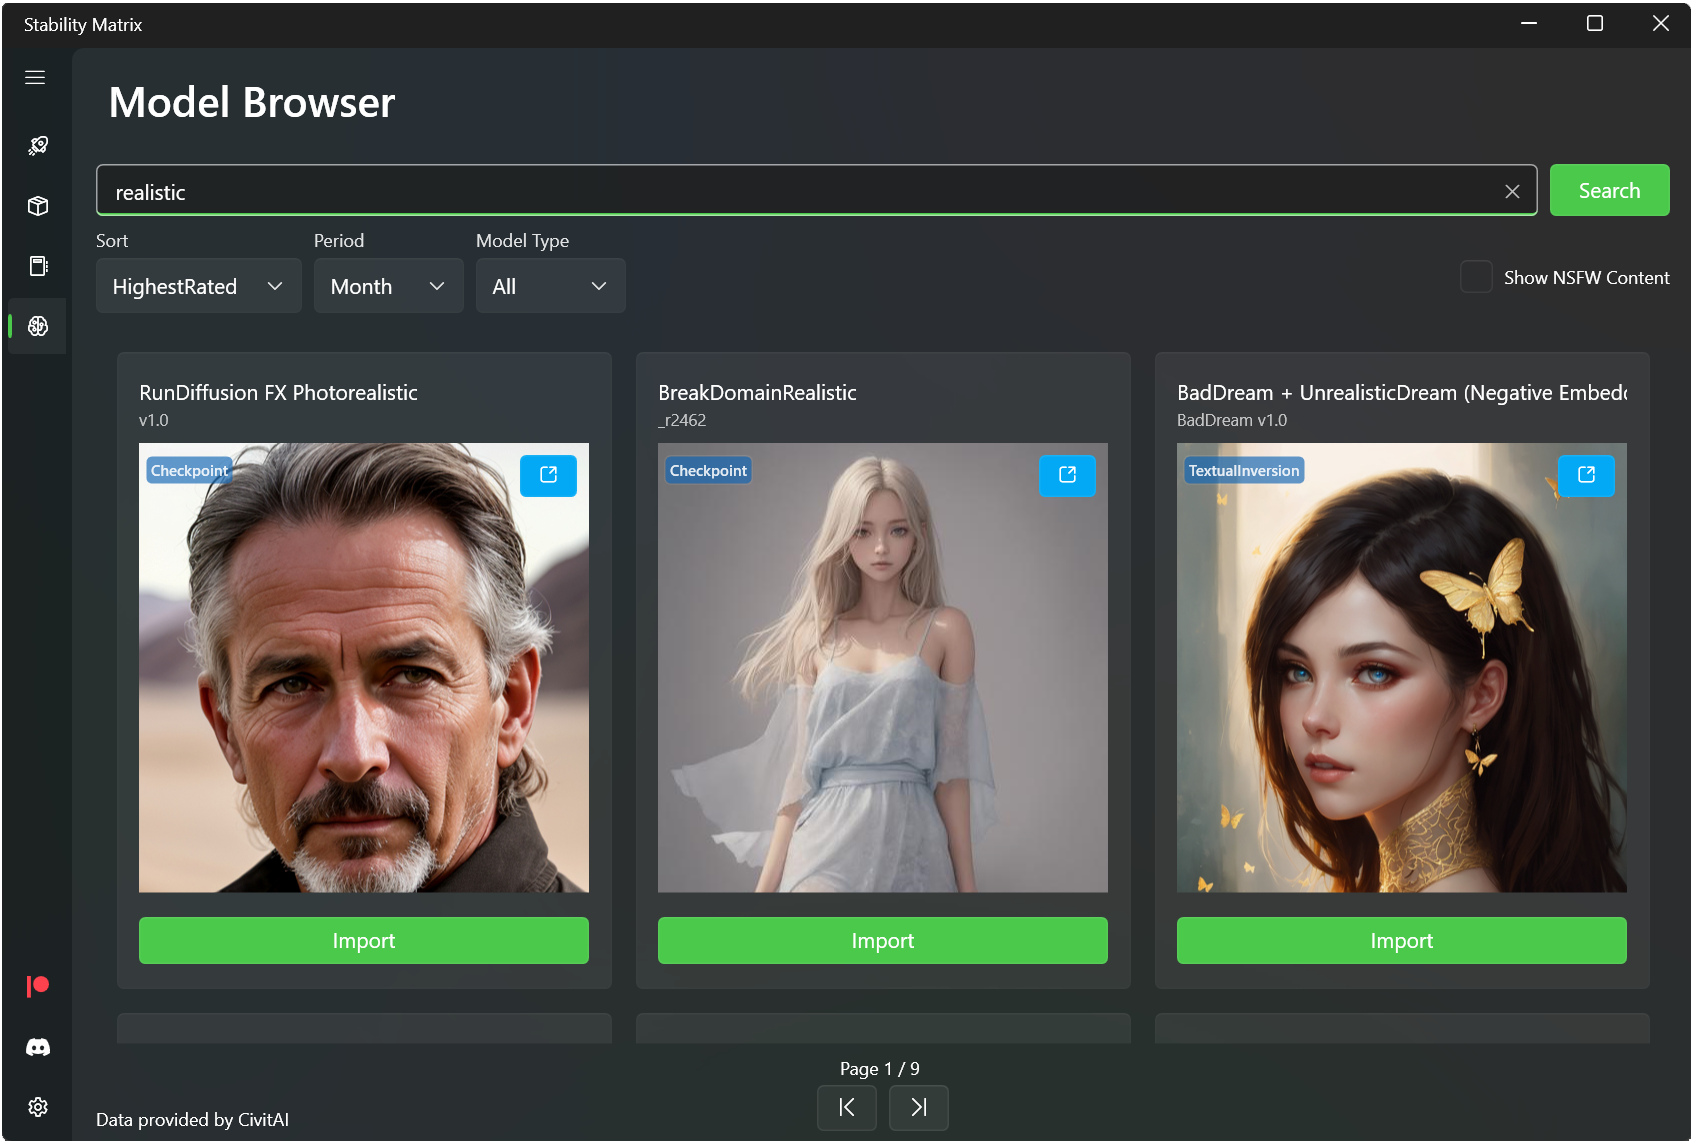 Stability Matrix
Model Browser
realistic
Search
Sort
Period
Model Type
HighestRated
Month
All
Show NSFW Content
RunDiffusion FX Photorealistic
v1.0
Checkpoint
Import
BreakDomainRealistic
_r2462
Checkpoint
Import
BadDream + UnrealisticDream (Negative Embedd
BadDream v1.0
TextualInversion
Import
Page 1 / 9
Data provided by CivitAI